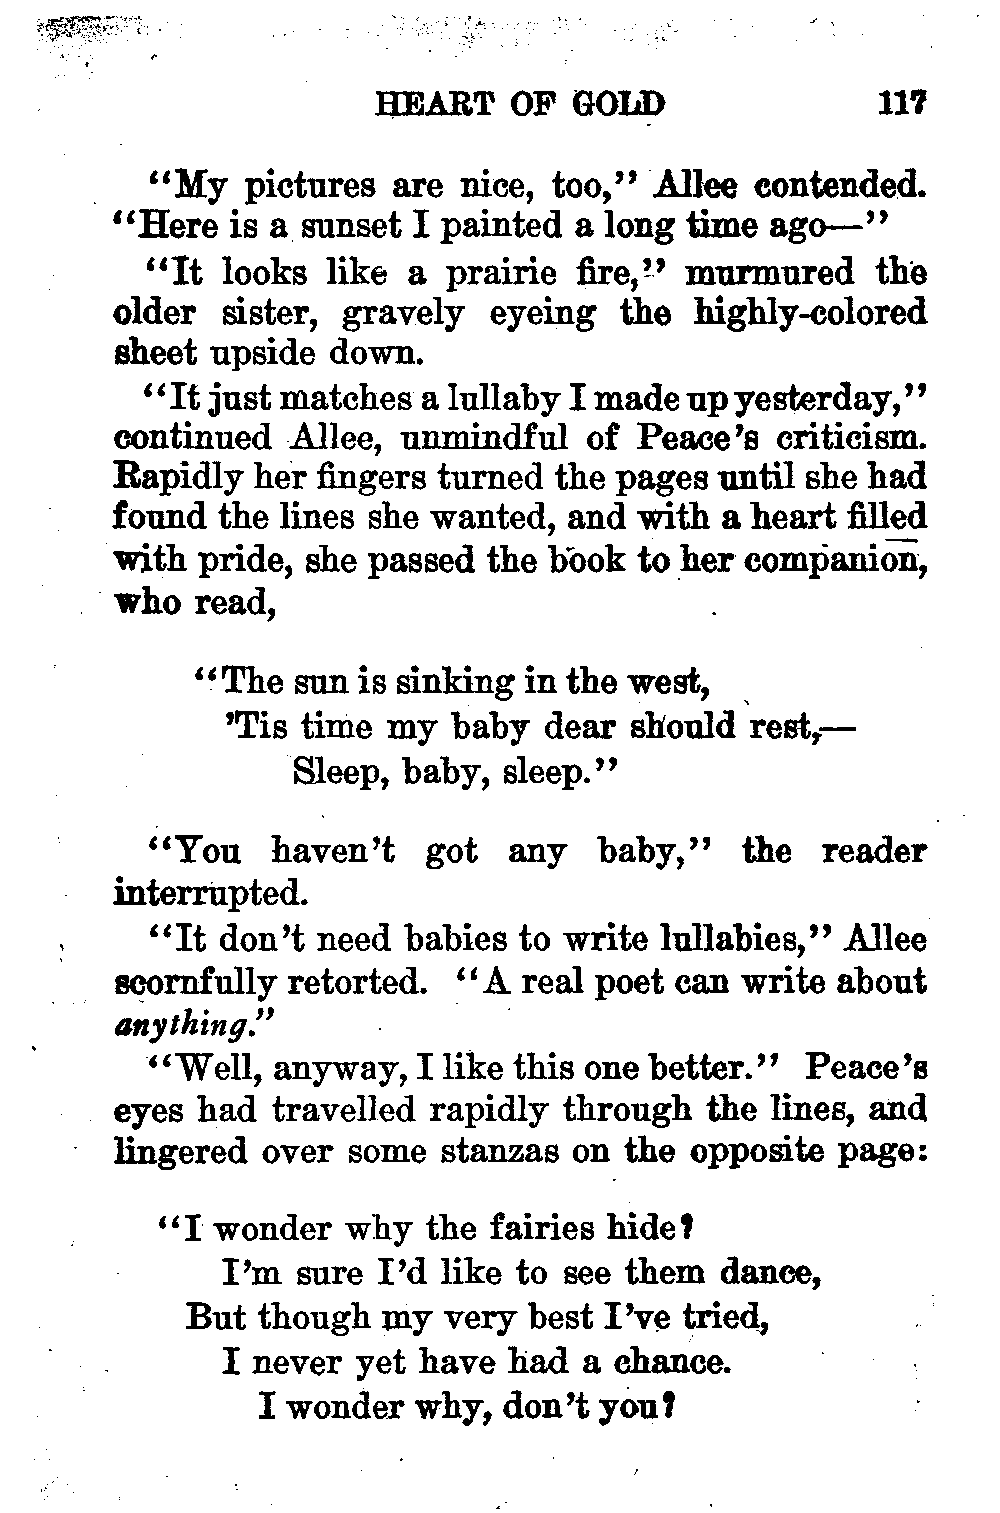 HEART OF GOLD 117
"My pictures are nice, too," Allee contended.
"Here is a sunset I painted a long time ago—"
"It looks like a prairie fire," murmured the
older sister, gravely eyeing the highly-colored
sheet upside down.
"It just matches a lullaby I made up yesterday,"
continued Allee, unmindful of Peace's criticism.
Rapidly her fingers turned the pages until she had
found the lines she wanted, and with a heart filled
with pride, she passed the book to her companion,
who read,
"The sun is sinking in the west,
'Tis time my baby dear should rest,—
Sleep, baby, sleep."
"You haven't got any baby," the reader
interrupted.
"It don't need babies to write lullabies," Allee
scornfully retorted. "A real poet can write about
anything."
"Well, anyway, I like this one better." Peace's
eyes had travelled rapidly through the lines, and
lingered over some stanzas on the opposite page:
"I wonder why the fairies hide?
I'm sure I'd like to see them dance,
But though my very best I've tried,
I never yet have had a chance.
I wonder why, don't you?